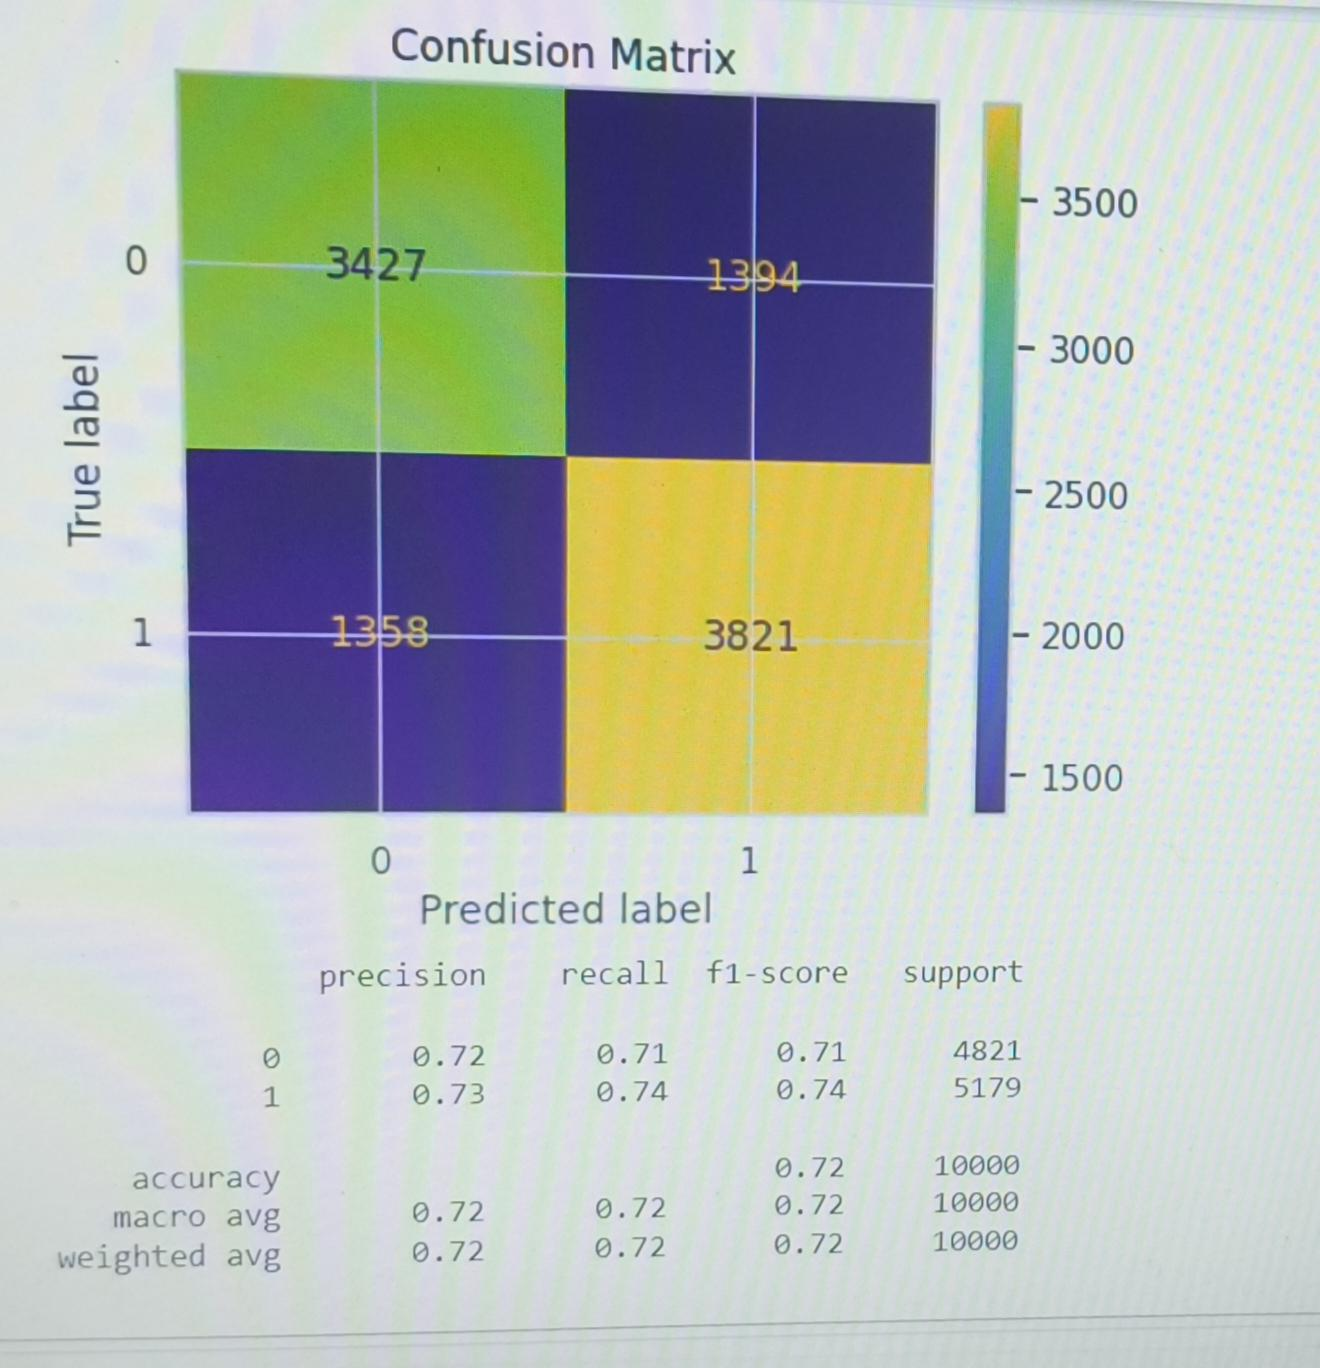 Confusion Matrix
3500
0 3427 1394
3000
True label
2500
1 1358 3821 2000
1500
0 1
Predicted label
precision recall f1-score support
0 0.72 0.71 0.71 4821
1 0.73 0.74 0.74 5179
accuracy 0.72 10000
macro avg 0.72 0.72 0.72 10000
weighted avg 0.72 0.72 0.72 10000